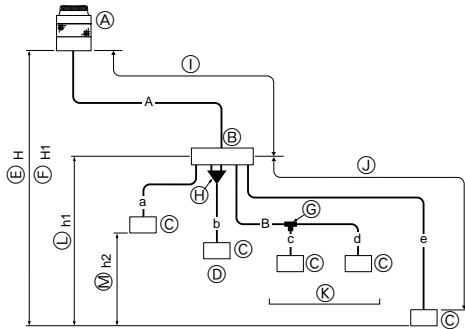 Ⓐ
Ⓘ
A
Ⓑ
Ⓙ
Ⓔ H
Ⓕ H1
Ⓗ
Ⓖ
a
b
B
c
d
e
Ⓒ
Ⓒ
Ⓒ
Ⓒ
Ⓓ
Ⓛ h1
Ⓜ h2
Ⓚ
Ⓒ